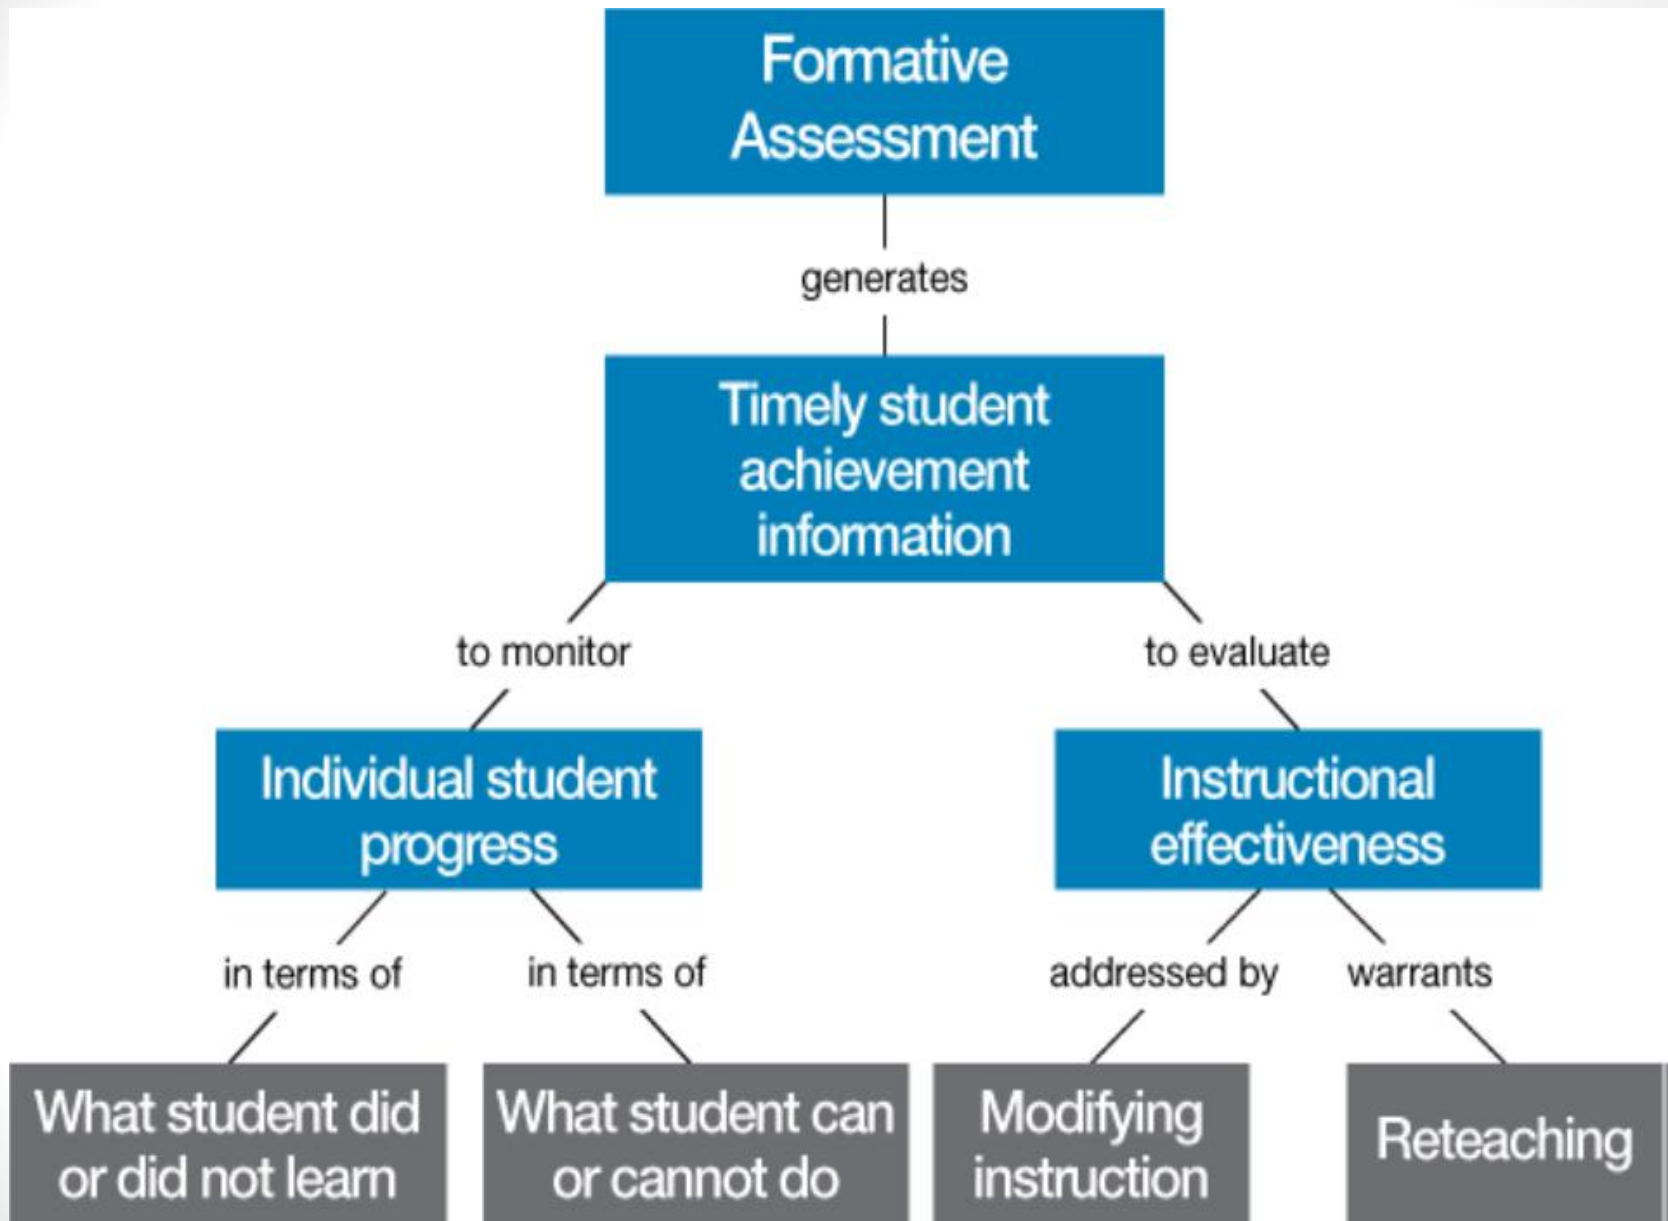 Formative
Assessment
generates
Timely student
achievement
information
to monitor
to evaluate
Individual student
progress
Instructional
effectiveness
in terms of
in terms of
addressed by
warrants
What student did
or did not learn
What student can
or cannot do
Modifying
instruction
Reteaching